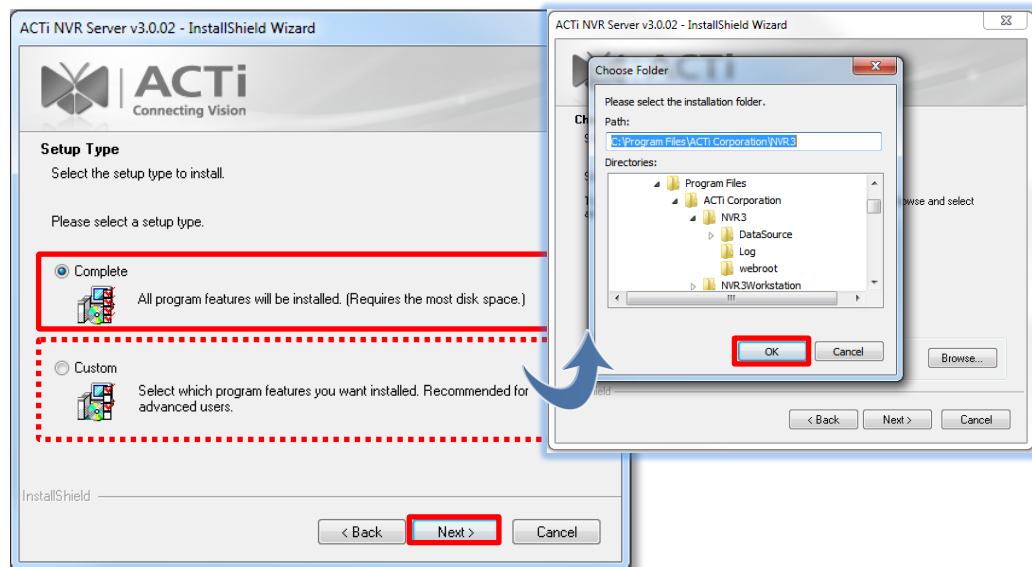 ACTi NVR Server v3.0.02 - InstallShield Wizard
ACTi
Connecting Vision
Setup Type
Select the setup type to install.
Please select a setup type.
Complete
All program features will be installed. (Requires the most disk space.)
Custom
Select which program features you want installed. Recommended for
advanced users.
InstallShield
< Back
Next >
Cancel
ACTi NVR Server v3.0.02 - InstallShield Wizard
Choose Folder
Please select the installation folder.
Path:
C:\Program Files\ACTi Corporation\NVR3
Directories:
Program Files
ACTi Corporation
NVR3
DataSource
Log
webroot
NVR3Workstation
OK
Cancel
and select
Browse...
< Back
Next >
Cancel